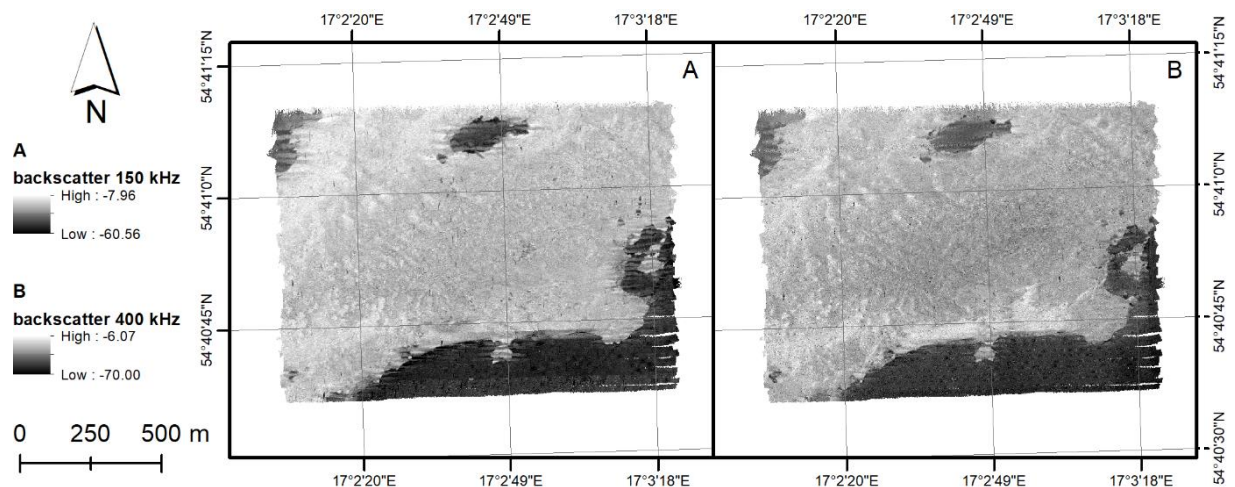 17°2'20"E 17°2'49"E 17°3'18"E 17°2'20"E 17°2'49"E 17°3'18"E
54°41'15"N
54°41'0"N
54°40'45"N
A
B
54°41'15"N
54°41'0"N
54°40'45"N
54°40'30"N
N
A
backscatter 150 kHz
High : -7.96
Low : -60.56
B
backscatter 400 kHz
High : -6.07
Low : -70.00
0 250 500 m
17°2'20"E 17°2'49"E 17°3'18"E 17°2'20"E 17°2'49"E 17°3'18"E